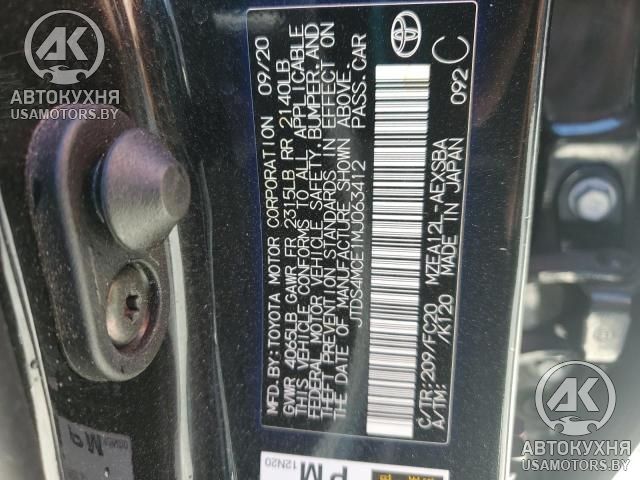 MFD. BY: TOYOTA MOTOR CORPORATION 09/20
GVWR 4065LB GAWR FR 2315LB RR 2140LB
THIS VEHICLE CONFORMS TO ALL APPLICABLE
FEDERAL MOTOR VEHICLE SAFETY, BUMPER, AND
THEFT PREVENTION STANDARDS IN EFFECT ON
THE DATE OF MANUFACTURE SHOWN ABOVE.
JTDS4MCE1MJ063412 PASS. CAR
C/TR: 209/FC20 MZEA12L-AEXSBA 092 C
A/TM: /K120 MADE IN JAPAN
PM
12N20
AK
АВТОКУХНЯ
USAMOTORS.BY
AK
АВТОКУХНЯ
USAMOTORS.BY